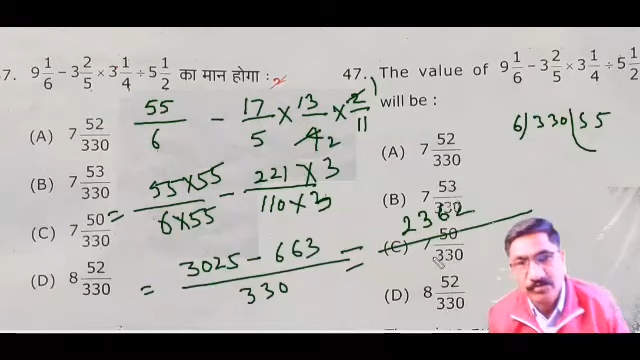 7. 9 1/6 − 3 2/5 × 3 1/4 ÷ 5 1/2 का मान होगा :
(A) 7 52/330
(B) 7 53/330
(C) 7 50/330
(D) 8 52/330
55/6 − 17/5 × 13/4 2 × 2/11 1
= 55×55/6×55 − 221×3/110×3
= 3025 − 663/330 = 2362
47. The value of 9 1/6 − 3 2/5 × 3 1/4 ÷ 5 1/2
will be :
(A) 7 52/330
(B) 7 53/330
(C) 7 50/330
(D) 8 52/330
6)330(55